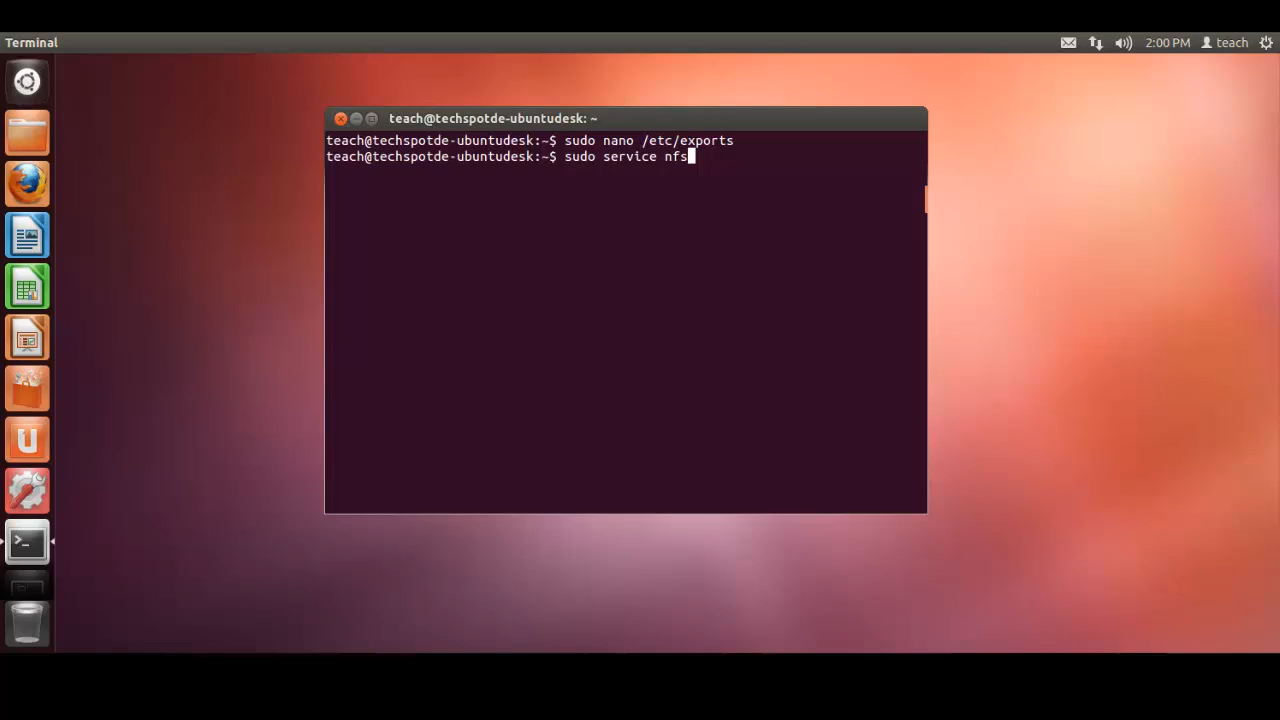 Terminal
2:00 PM teach
teach@techspotde-ubuntudesk: ~
teach@techspotde-ubuntudesk:~$ sudo nano /etc/exports
teach@techspotde-ubuntudesk:~$ sudo service nfs